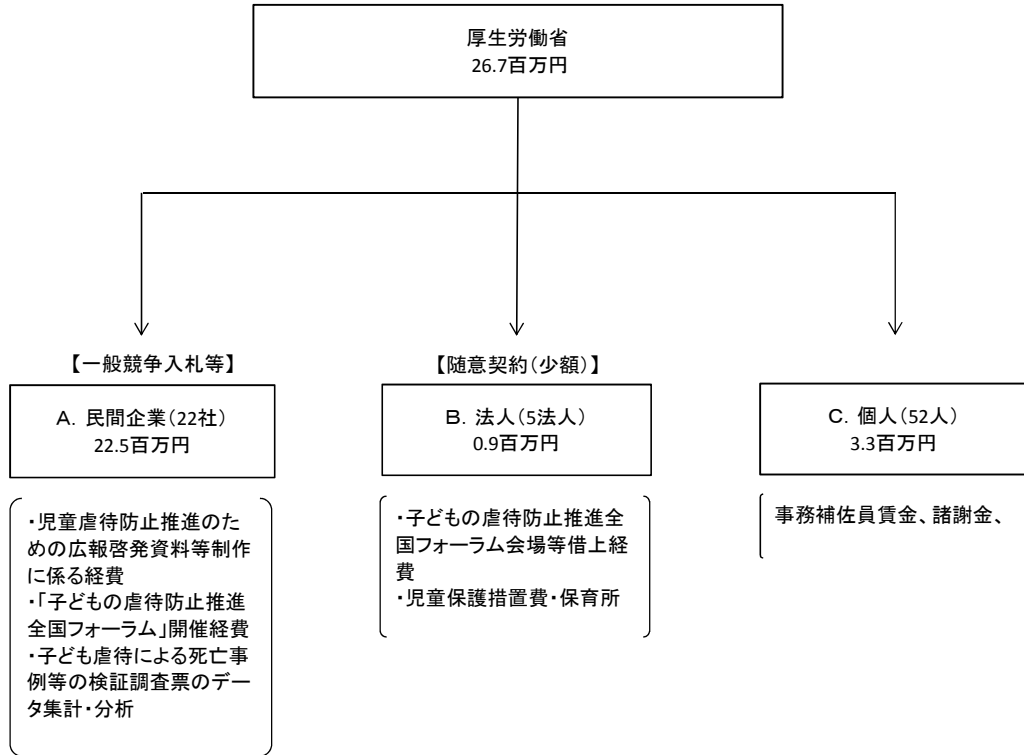 厚生労働省
26.7百万円
【一般競争入札等】
A. 民間企業（22社）
22.5百万円
・児童虐待防止推進のた
めの広報啓発資料等制作
に係る経費
・「子どもの虐待防止推進
全国フォーラム」開催経費
・子ども虐待による死亡事
例等の検証調査票のデー
タ集計・分析
【随意契約（少額）】
B. 法人（5法人）
0.9百万円
・子どもの虐待防止推進全
国フォーラム会場等借上経
費
・児童保護措置費・保育所
C. 個人（52人）
3.3百万円
事務補佐員賃金、諸謝金、